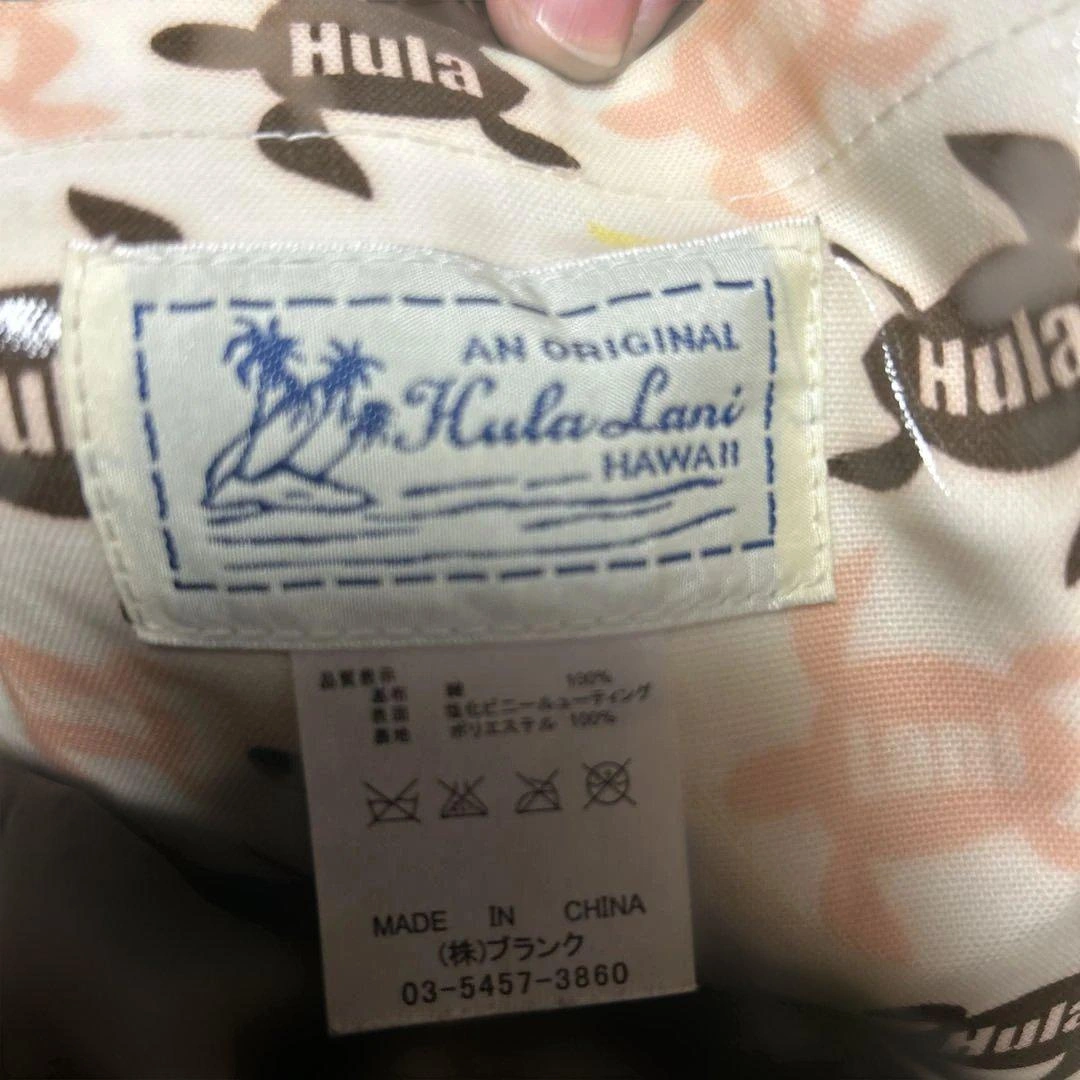 Hula
Hula
AN ORIGINAL
Hula Lani
HAWAII
品質表示
基布 綿 100%
表面 塩化ビニールコーティング
裏地 ポリエステル 100%
MADE IN CHINA
(株)ブランク
03-5457-3860
Hula